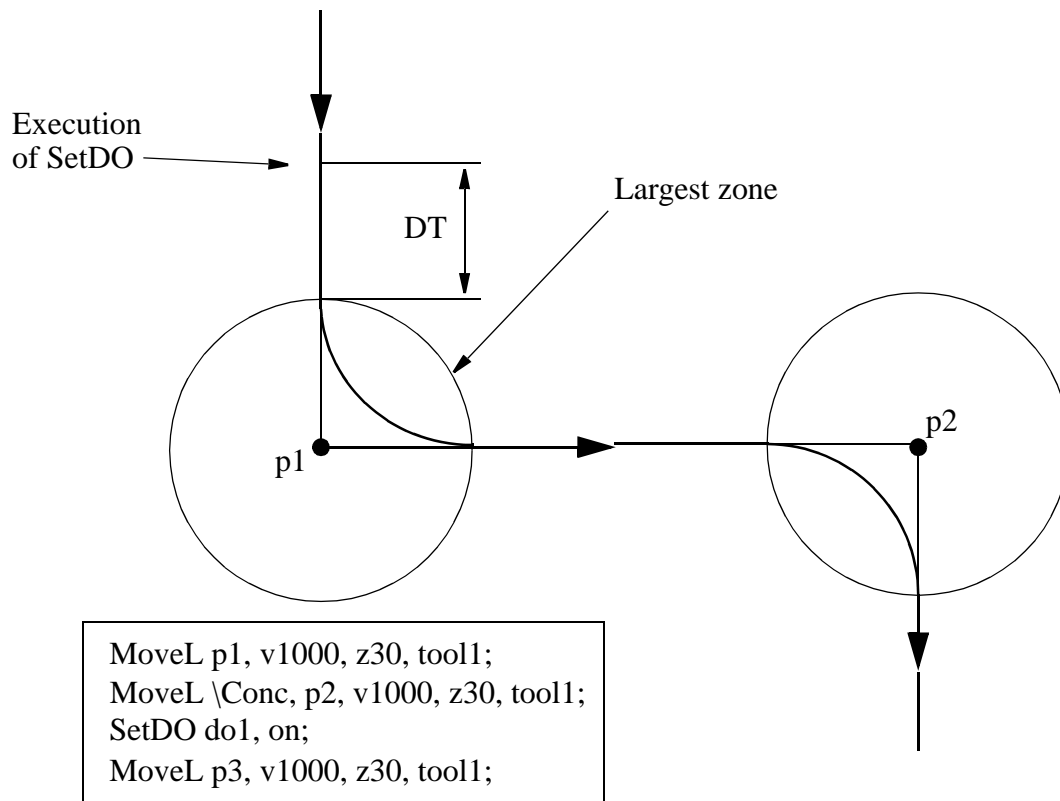 Execution
of SetDO
Largest zone
DT
p1
p2
MoveL p1, v1000, z30, tool1;
MoveL \Conc, p2, v1000, z30, tool1;
SetDO do1, on;
MoveL p3, v1000, z30, tool1;